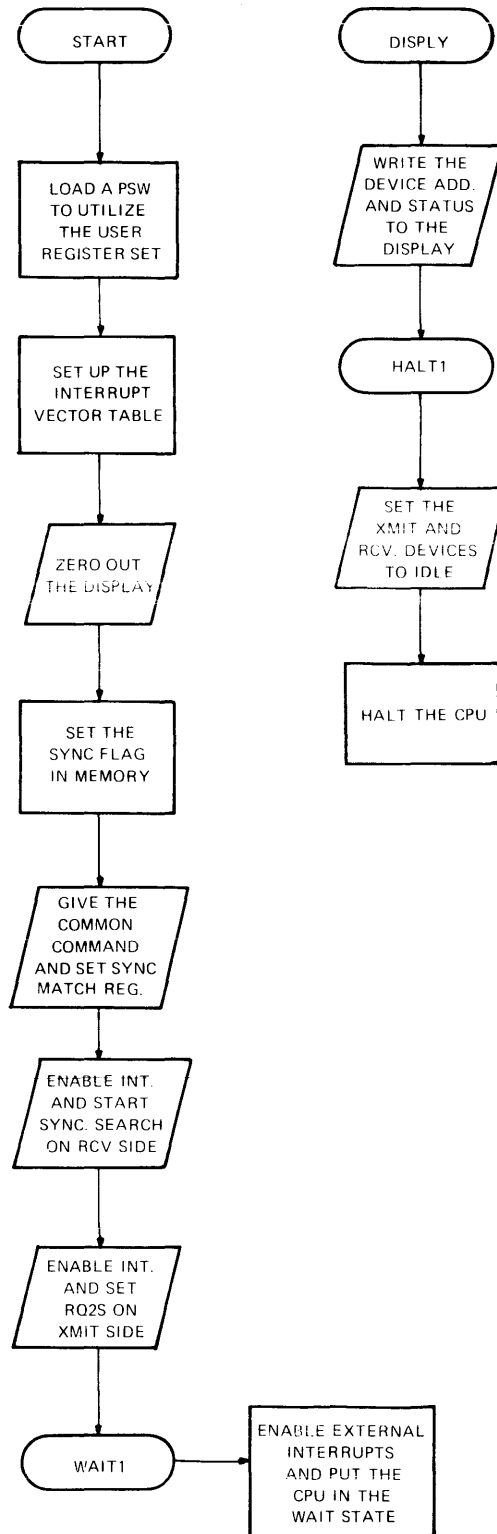 START
LOAD A PSW
TO UTILIZE
THE USER
REGISTER SET
SET UP THE
INTERRUPT
VECTOR TABLE
ZERO OUT
THE DISPLAY
SET THE
SYNC FLAG
IN MEMORY
GIVE THE
COMMON
COMMAND
AND SET SYNC
MATCH REG.
ENABLE INT.
AND START
SYNC. SEARCH
ON RCV SIDE
ENABLE INT.
AND SET
RQ2S ON
XMIT SIDE
WAIT1
ENABLE EXTERNAL
INTERRUPTS
AND PUT THE
CPU IN THE
WAIT STATE
DISPLY
WRITE THE
DEVICE ADD.
AND STATUS
TO THE
DISPLAY
HALT1
SET THE
XMIT AND
RCV. DEVICES
TO IDLE
HALT THE CPU